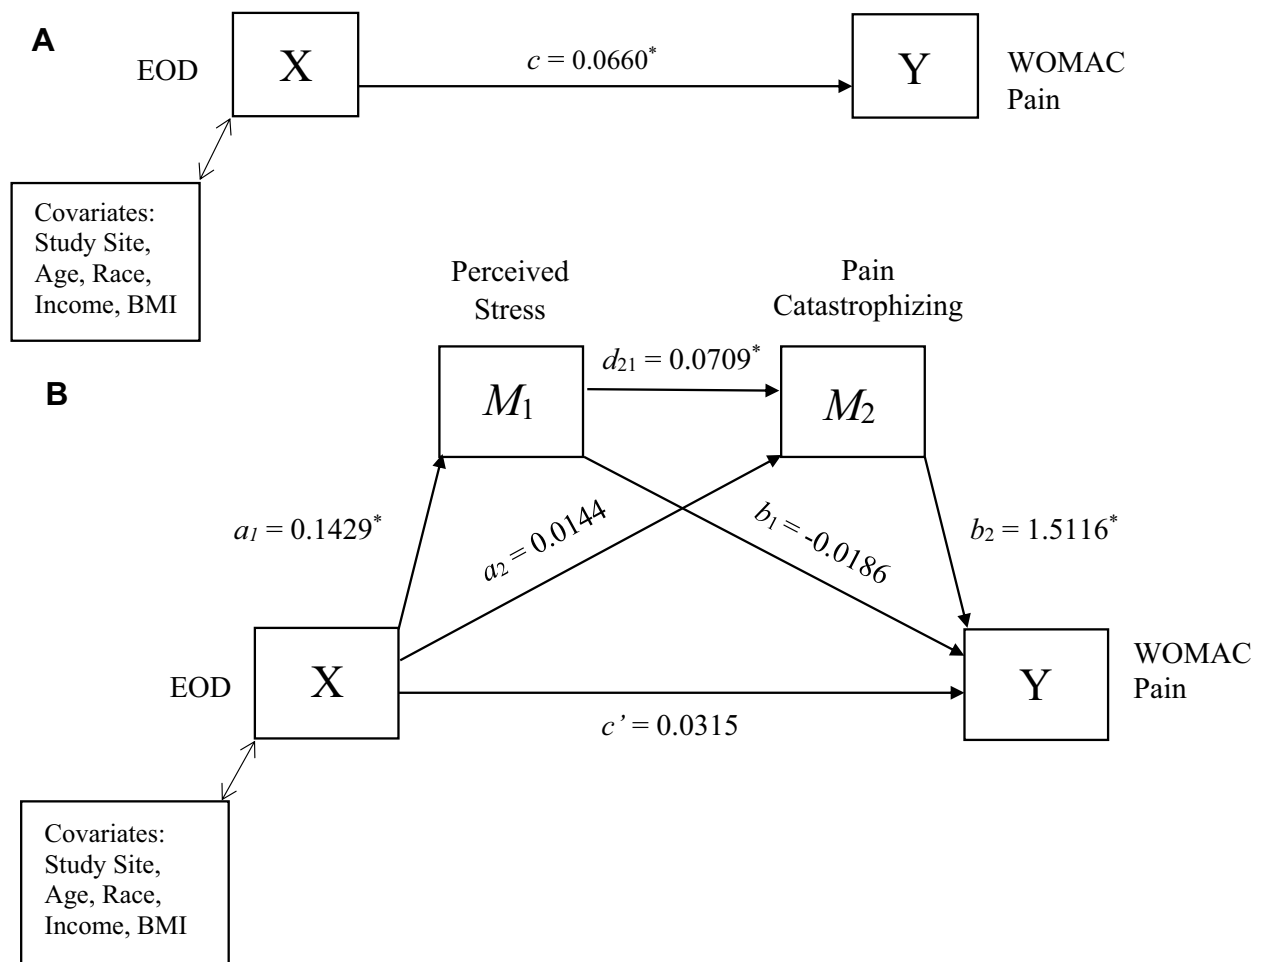 A
EOD
X
c = 0.0660*
Y
WOMAC
Pain
Covariates:
Study Site,
Age, Race,
Income, BMI
Perceived
Stress
Pain
Catastrophizing
B
M1
d21 = 0.0709*
M2
a1 = 0.1429*
a2 = 0.0144
b1 = -0.0186
b2 = 1.5116*
EOD
X
c’ = 0.0315
Y
WOMAC
Pain
Covariates:
Study Site,
Age, Race,
Income, BMI